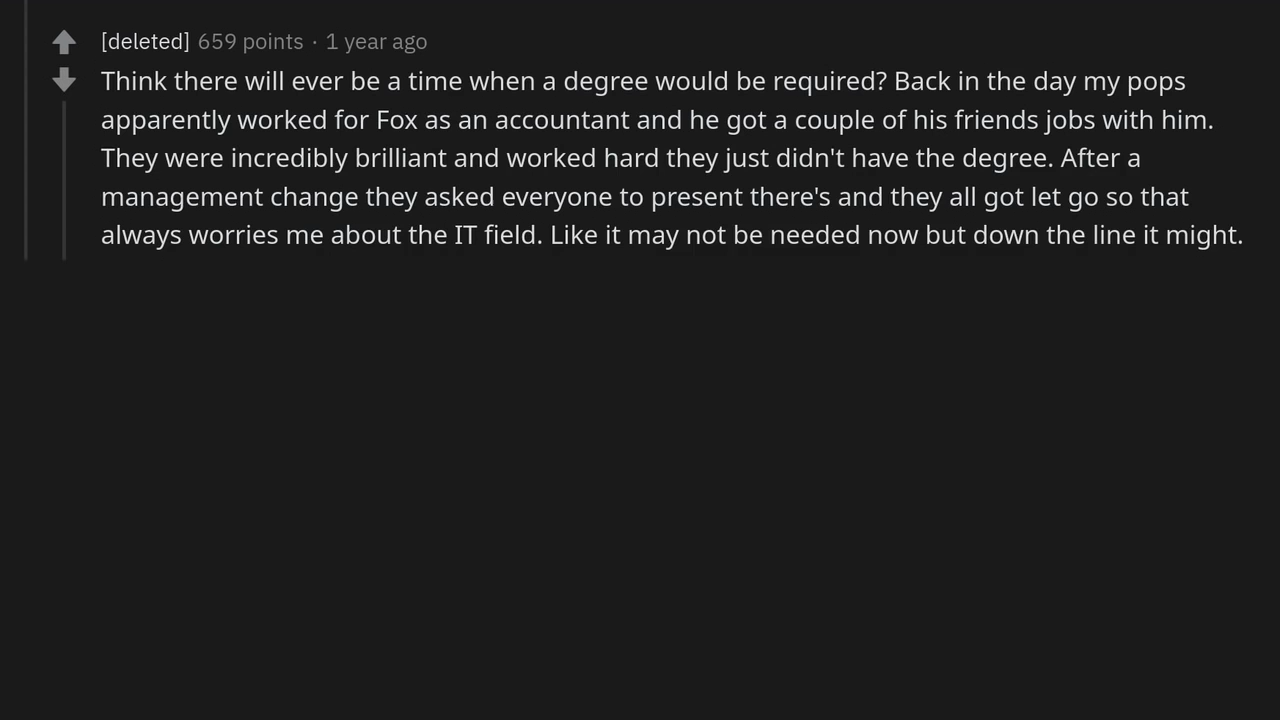 [deleted] 659 points · 1 year ago
Think there will ever be a time when a degree would be required? Back in the day my pops
apparently worked for Fox as an accountant and he got a couple of his friends jobs with him.
They were incredibly brilliant and worked hard they just didn't have the degree. After a
management change they asked everyone to present there's and they all got let go so that
always worries me about the IT field. Like it may not be needed now but down the line it might.